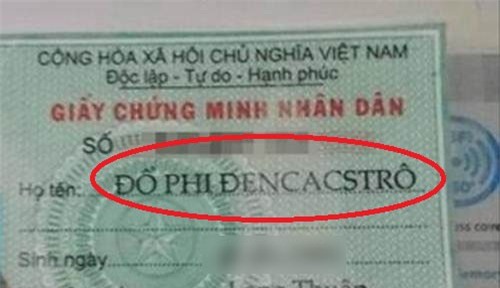 CỘNG HÒA XÃ HỘI CHỦ NGHĨA VIỆT NAM
Độc lập - Tự do - Hạnh phúc
GIẤY CHỨNG MINH NHÂN DÂN
SỐ
Họ tên: ĐỖ PHI ĐENCACSTRÔ
Sinh ngày